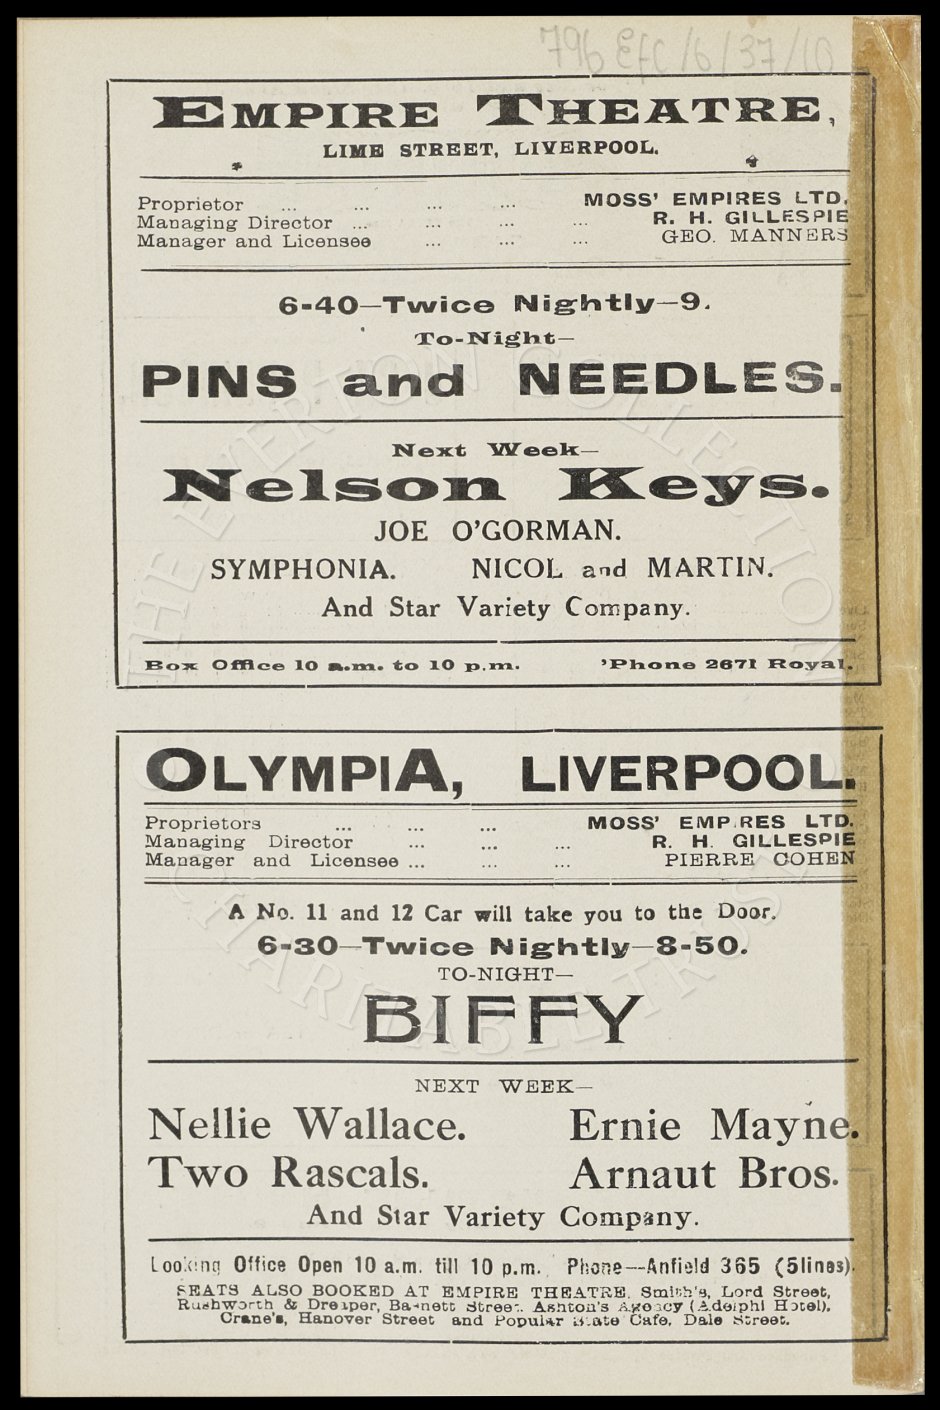 796 EFC/6/37/10
EMPIRE THEATRE,
LIME STREET, LIVERPOOL.
Proprietor ... ... ... ... MOSS' EMPIRES LTD.
Managing Director ... ... ... ... R. H. GILLESPIE
Manager and Licensee ... ... ... GEO. MANNERS
6-40—Twice Nightly—9.
To-Night—
PINS and NEEDLES.
Next Week—
Nelson Keys.
JOE O'GORMAN.
SYMPHONIA. NICOL and MARTIN.
And Star Variety Company.
Box Office 10 a.m. to 10 p.m. 'Phone 2671 Royal.
OLYMPIA, LIVERPOOL.
Proprietors ... ... ... MOSS' EMPIRES LTD.
Managing Director ... ... ... R. H. GILLESPIE
Manager and Licensee ... ... ... PIERRE COHEN
A No. 11 and 12 Car will take you to the Door.
6-30—Twice Nightly—8-50.
TO-NIGHT—
BIFFY
NEXT WEEK—
Nellie Wallace. Ernie Mayne.
Two Rascals. Arnaut Bros.
And Star Variety Company.
Looking Office Open 10 a.m. till 10 p.m. Phone—Anfield 365 (5lines).
SEATS ALSO BOOKED AT EMPIRE THEATRE, Smith's, Lord Street,
Rushworth & Dreaper, Basnett Street. Ashton's Agency (Adelphi Hotel),
Crane's, Hanover Street and Popular State Cafe, Dale Street.
THE EVERTON COLLECTION
CHARITABLE TRUST